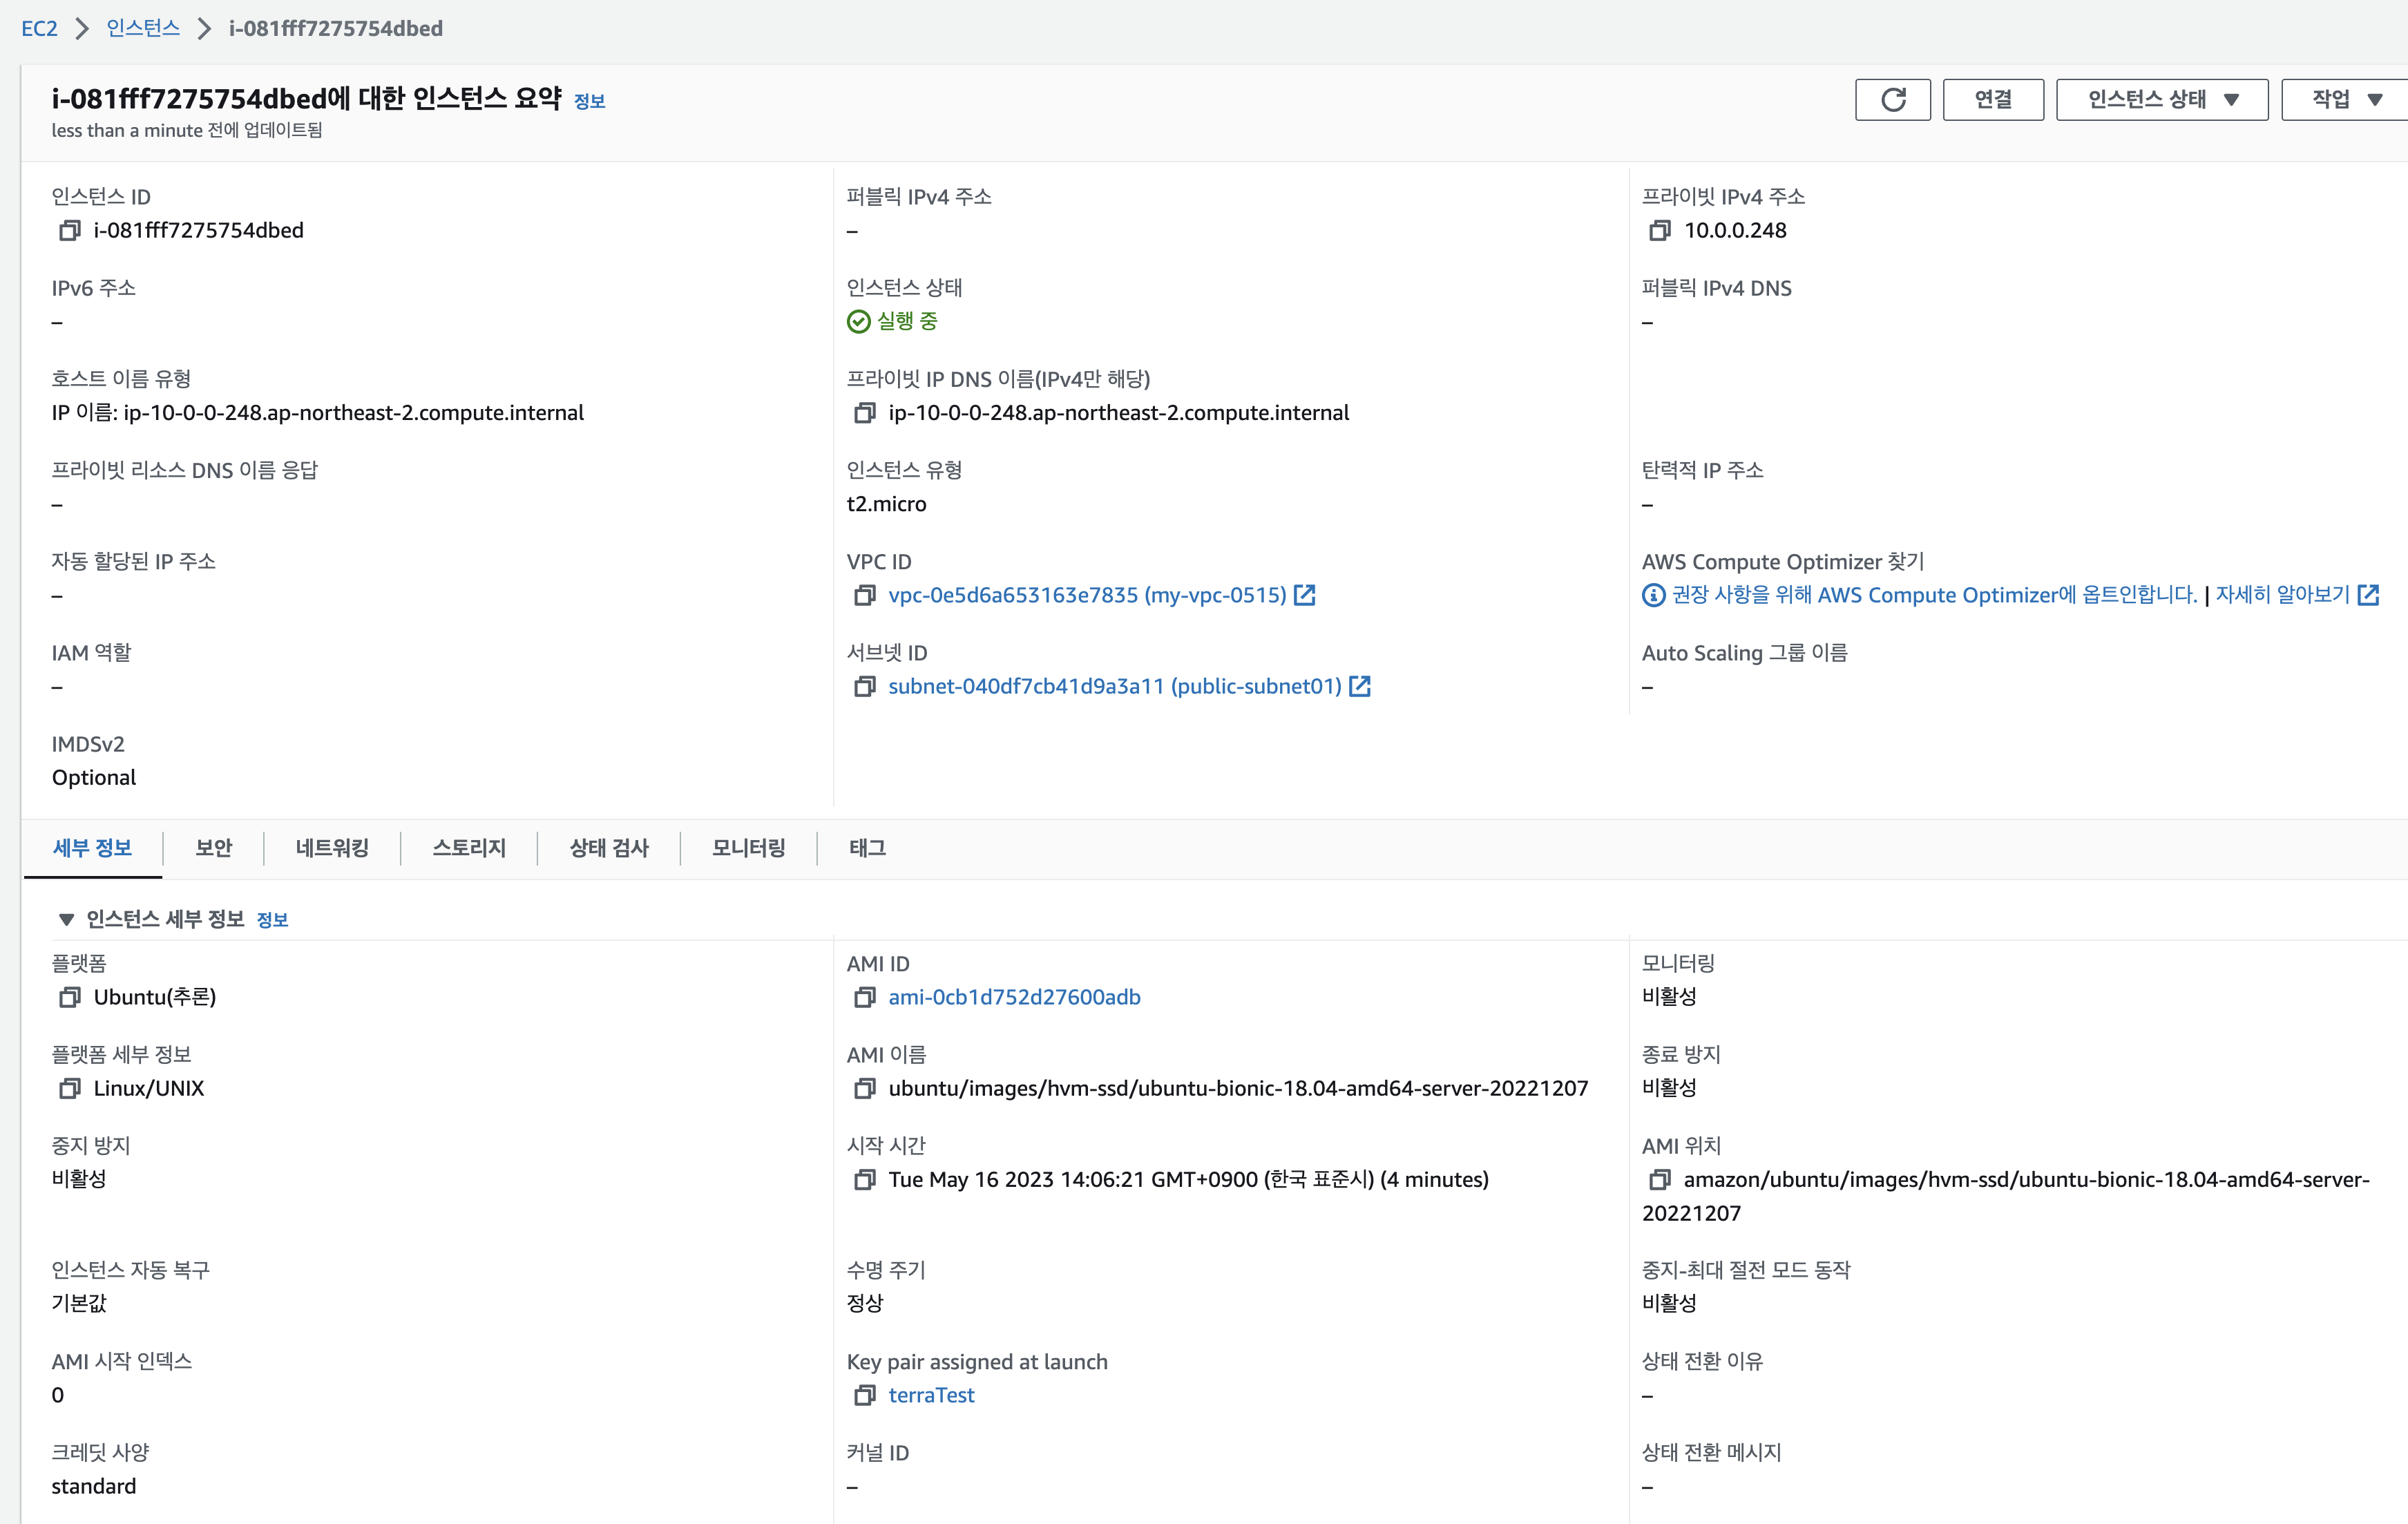 EC2 > 인스턴스 > i-081fff7275754dbed
i-081fff7275754dbed에 대한 인스턴스 요약 정보
less than a minute 전에 업데이트됨
연결
인스턴스 상태 ▼
작업 ▼
인스턴스 ID
i-081fff7275754dbed
퍼블릭 IPv4 주소
–
프라이빗 IPv4 주소
10.0.0.248
IPv6 주소
–
인스턴스 상태
실행 중
퍼블릭 IPv4 DNS
–
호스트 이름 유형
IP 이름: ip-10-0-0-248.ap-northeast-2.compute.internal
프라이빗 IP DNS 이름(IPv4만 해당)
ip-10-0-0-248.ap-northeast-2.compute.internal
프라이빗 리소스 DNS 이름 응답
–
인스턴스 유형
t2.micro
탄력적 IP 주소
–
자동 할당된 IP 주소
–
VPC ID
vpc-0e5d6a653163e7835 (my-vpc-0515)
AWS Compute Optimizer 찾기
권장 사항을 위해 AWS Compute Optimizer에 옵트인합니다. | 자세히 알아보기
IAM 역할
–
서브넷 ID
subnet-040df7cb41d9a3a11 (public-subnet01)
Auto Scaling 그룹 이름
–
IMDSv2
Optional
세부 정보
보안
네트워킹
스토리지
상태 검사
모니터링
태그
▼ 인스턴스 세부 정보 정보
플랫폼
Ubuntu(추론)
AMI ID
ami-0cb1d752d27600adb
모니터링
비활성
플랫폼 세부 정보
Linux/UNIX
AMI 이름
ubuntu/images/hvm-ssd/ubuntu-bionic-18.04-amd64-server-20221207
종료 방지
비활성
중지 방지
비활성
시작 시간
Tue May 16 2023 14:06:21 GMT+0900 (한국 표준시) (4 minutes)
AMI 위치
amazon/ubuntu/images/hvm-ssd/ubuntu-bionic-18.04-amd64-server-
20221207
인스턴스 자동 복구
기본값
수명 주기
정상
중지-최대 절전 모드 동작
비활성
AMI 시작 인덱스
0
Key pair assigned at launch
terraTest
상태 전환 이유
–
크레딧 사양
standard
커널 ID
–
상태 전환 메시지
–